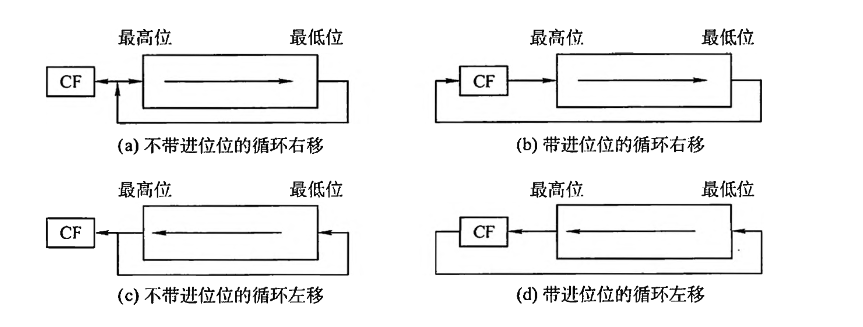 最高位 最低位 最高位 最低位
CF CF
(a) 不带进位位的循环右移 (b) 带进位位的循环右移
最高位 最低位 最高位 最低位
CF CF
(c) 不带进位位的循环左移 (d) 带进位位的循环左移